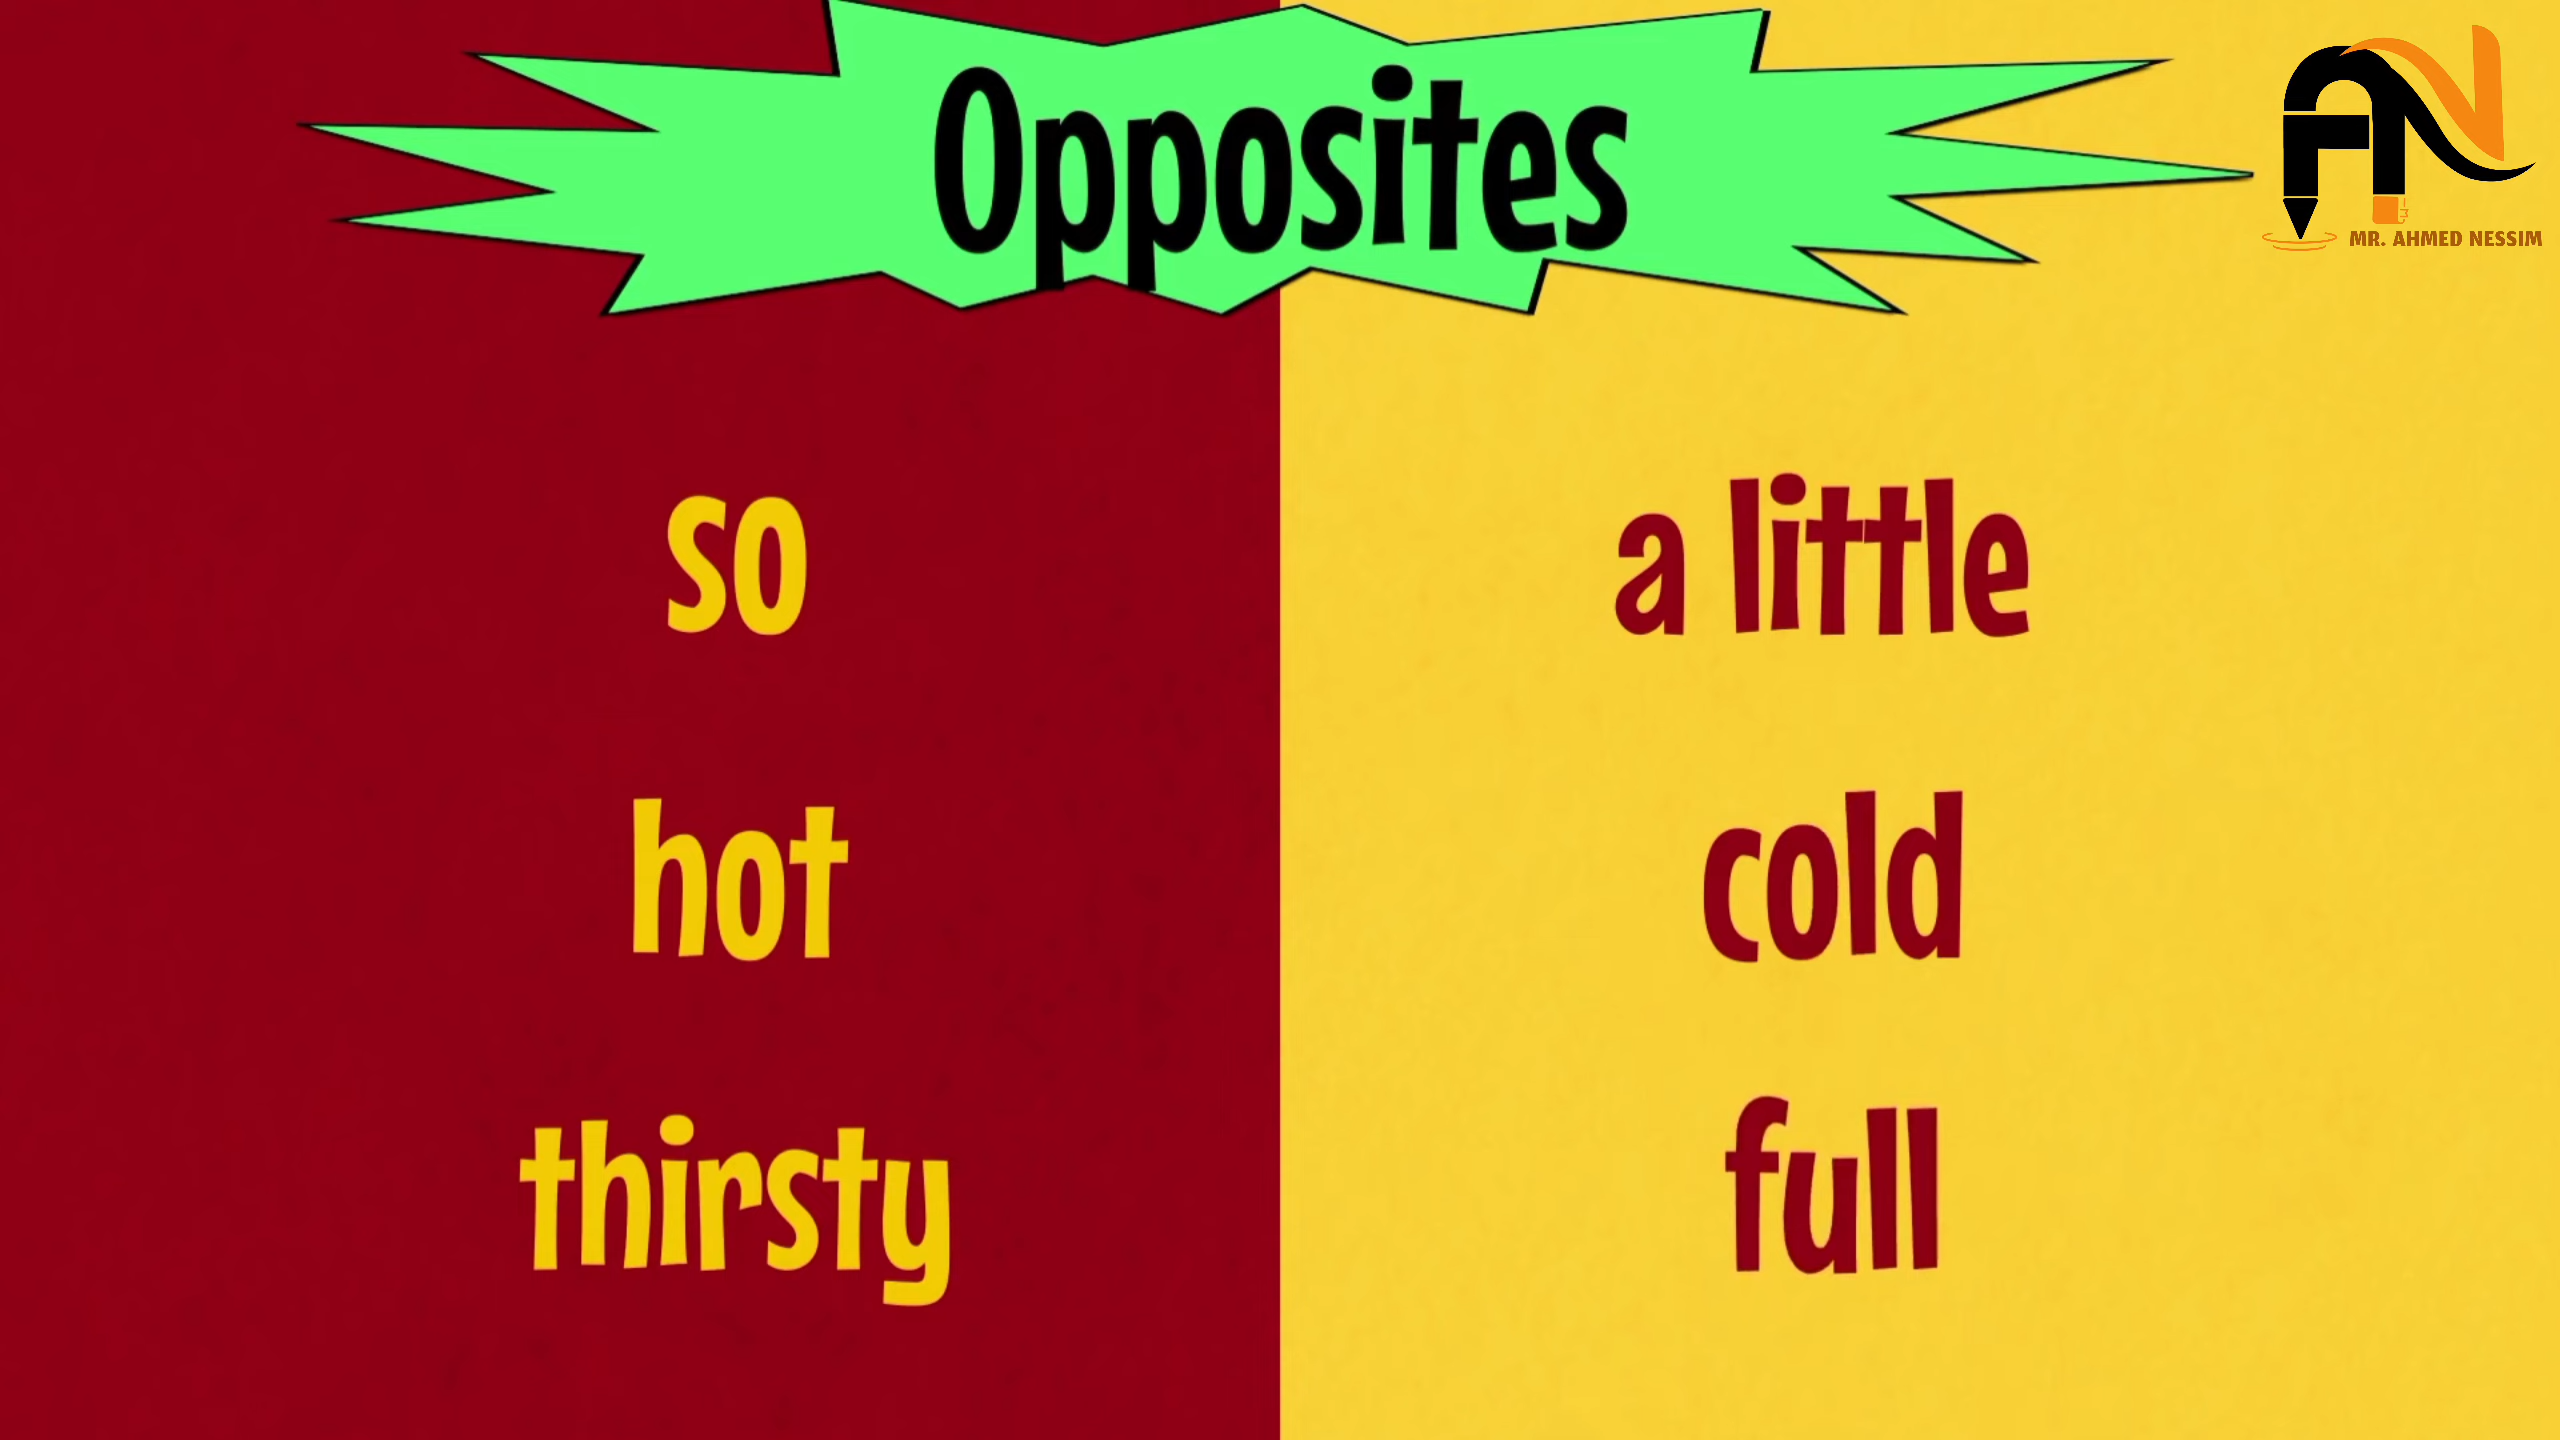 Opposites
MR. AHMED NESSIM
so
a little
hot
cold
thirsty
full